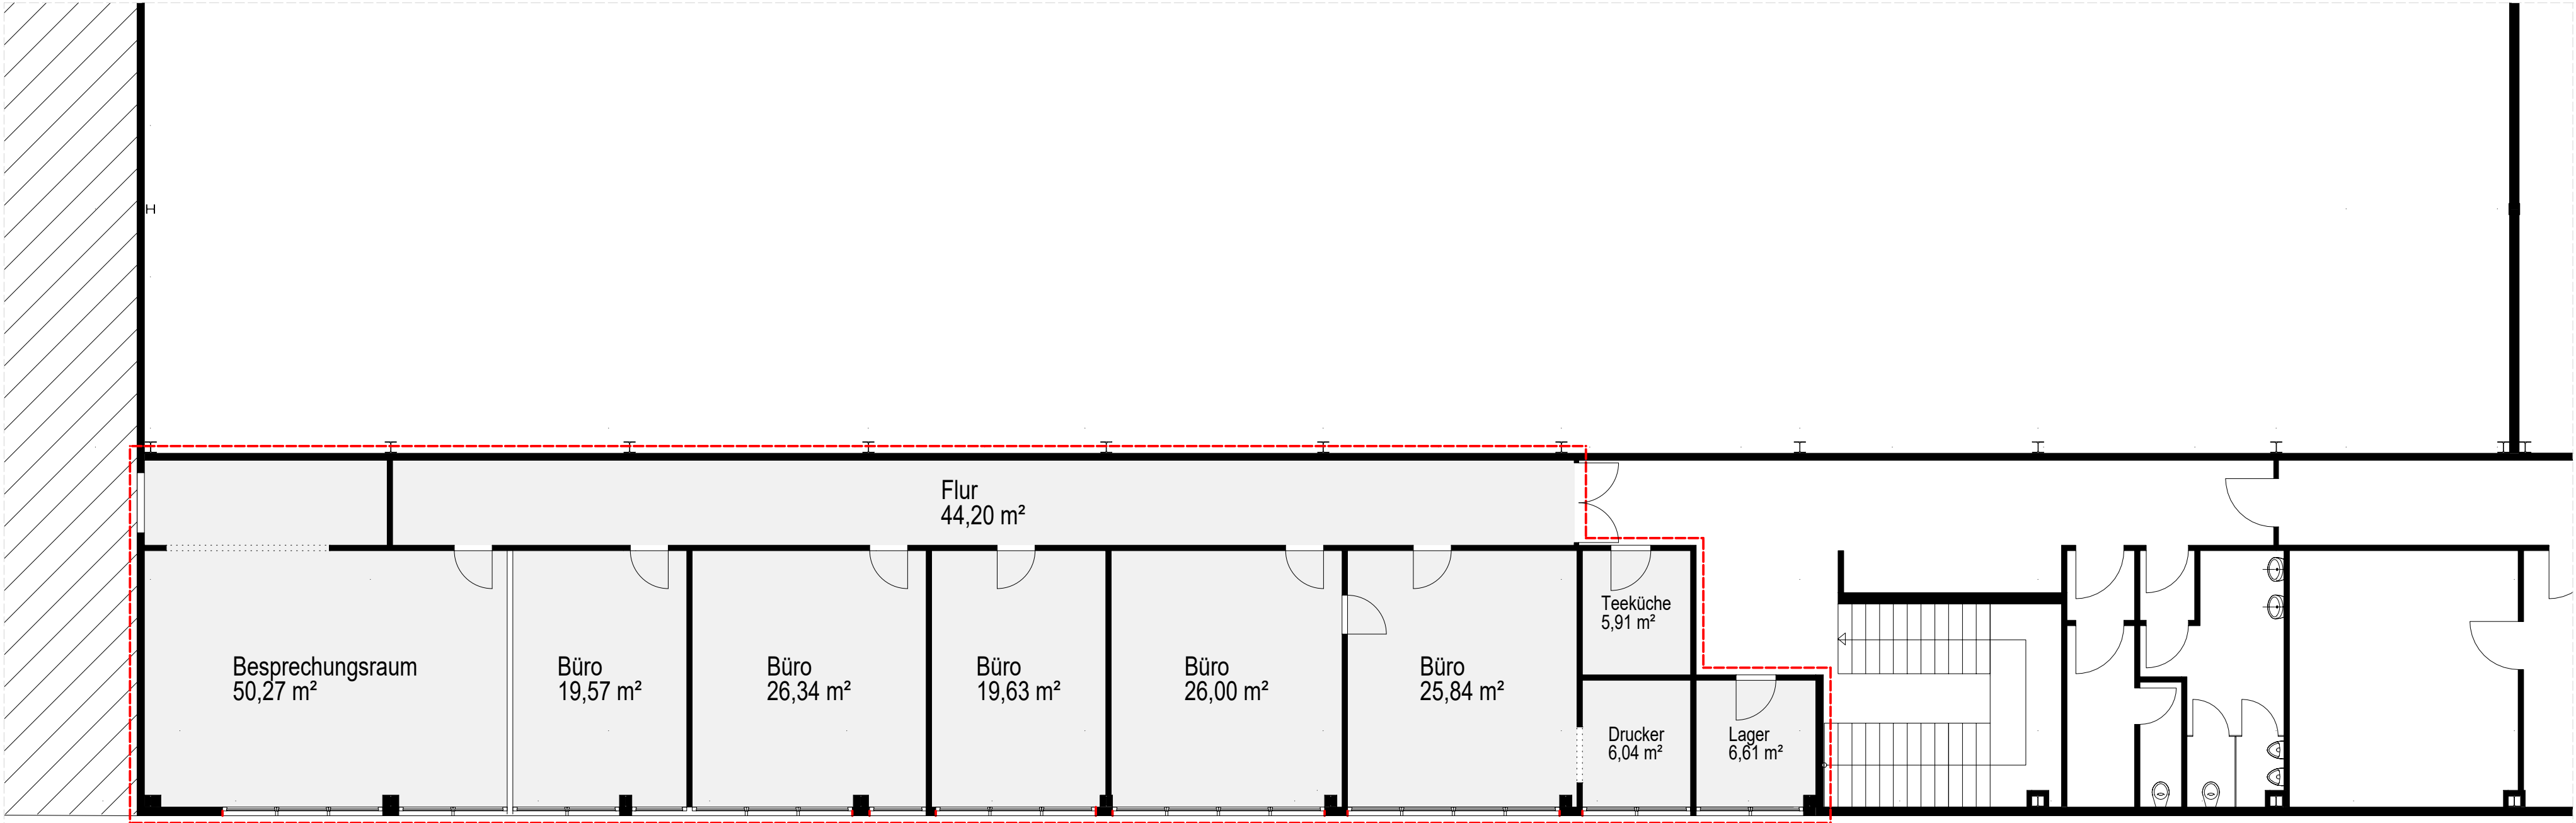 Flur
44,20 m²
Teeküche
5,91 m²
Besprechungsraum
50,27 m²
Büro
19,57 m²
Büro
26,34 m²
Büro
19,63 m²
Büro
26,00 m²
Büro
25,84 m²
Drucker
6,04 m²
Lager
6,61 m²